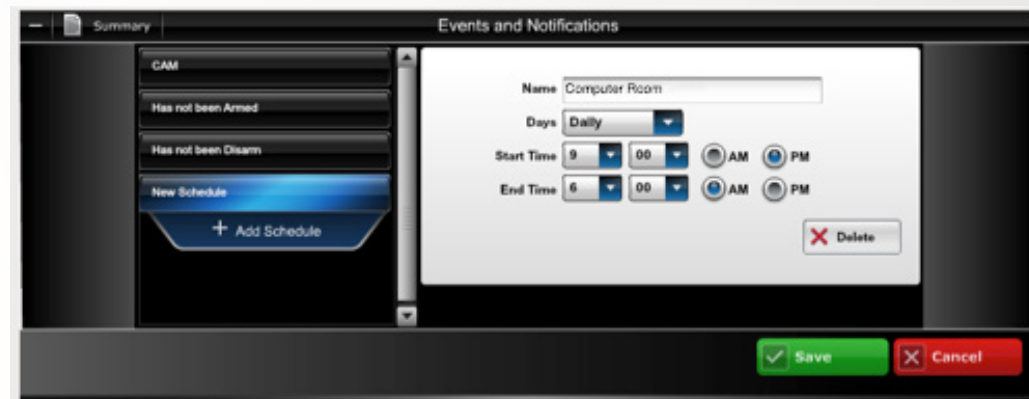 Summary
Events and Notifications
CAM
Has not been Armed
Has not been Disarm
New Schedule
+ Add Schedule
Name Computer Room
Days Daily
Start Time 9 00 AM PM
End Time 6 00 AM PM
Delete
Save Cancel